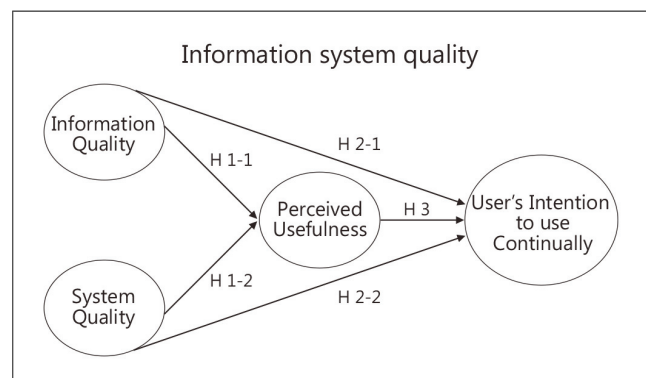 Information system quality
Information
Quality
H 2-1
H 1-1
Perceived
Usefulness
H 3
User's Intention
to use
Continually
System
Quality
H 1-2
H 2-2